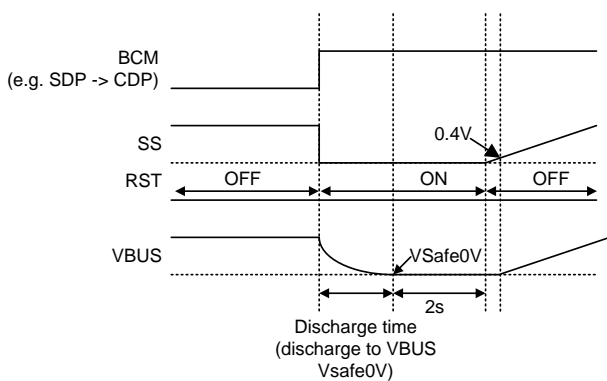 BCM
(e.g. SDP -> CDP)
SS
0.4V
RST
OFF
ON
OFF
VBUS
VSafe0V
2s
Discharge time
(discharge to VBUS
Vsafe0V)